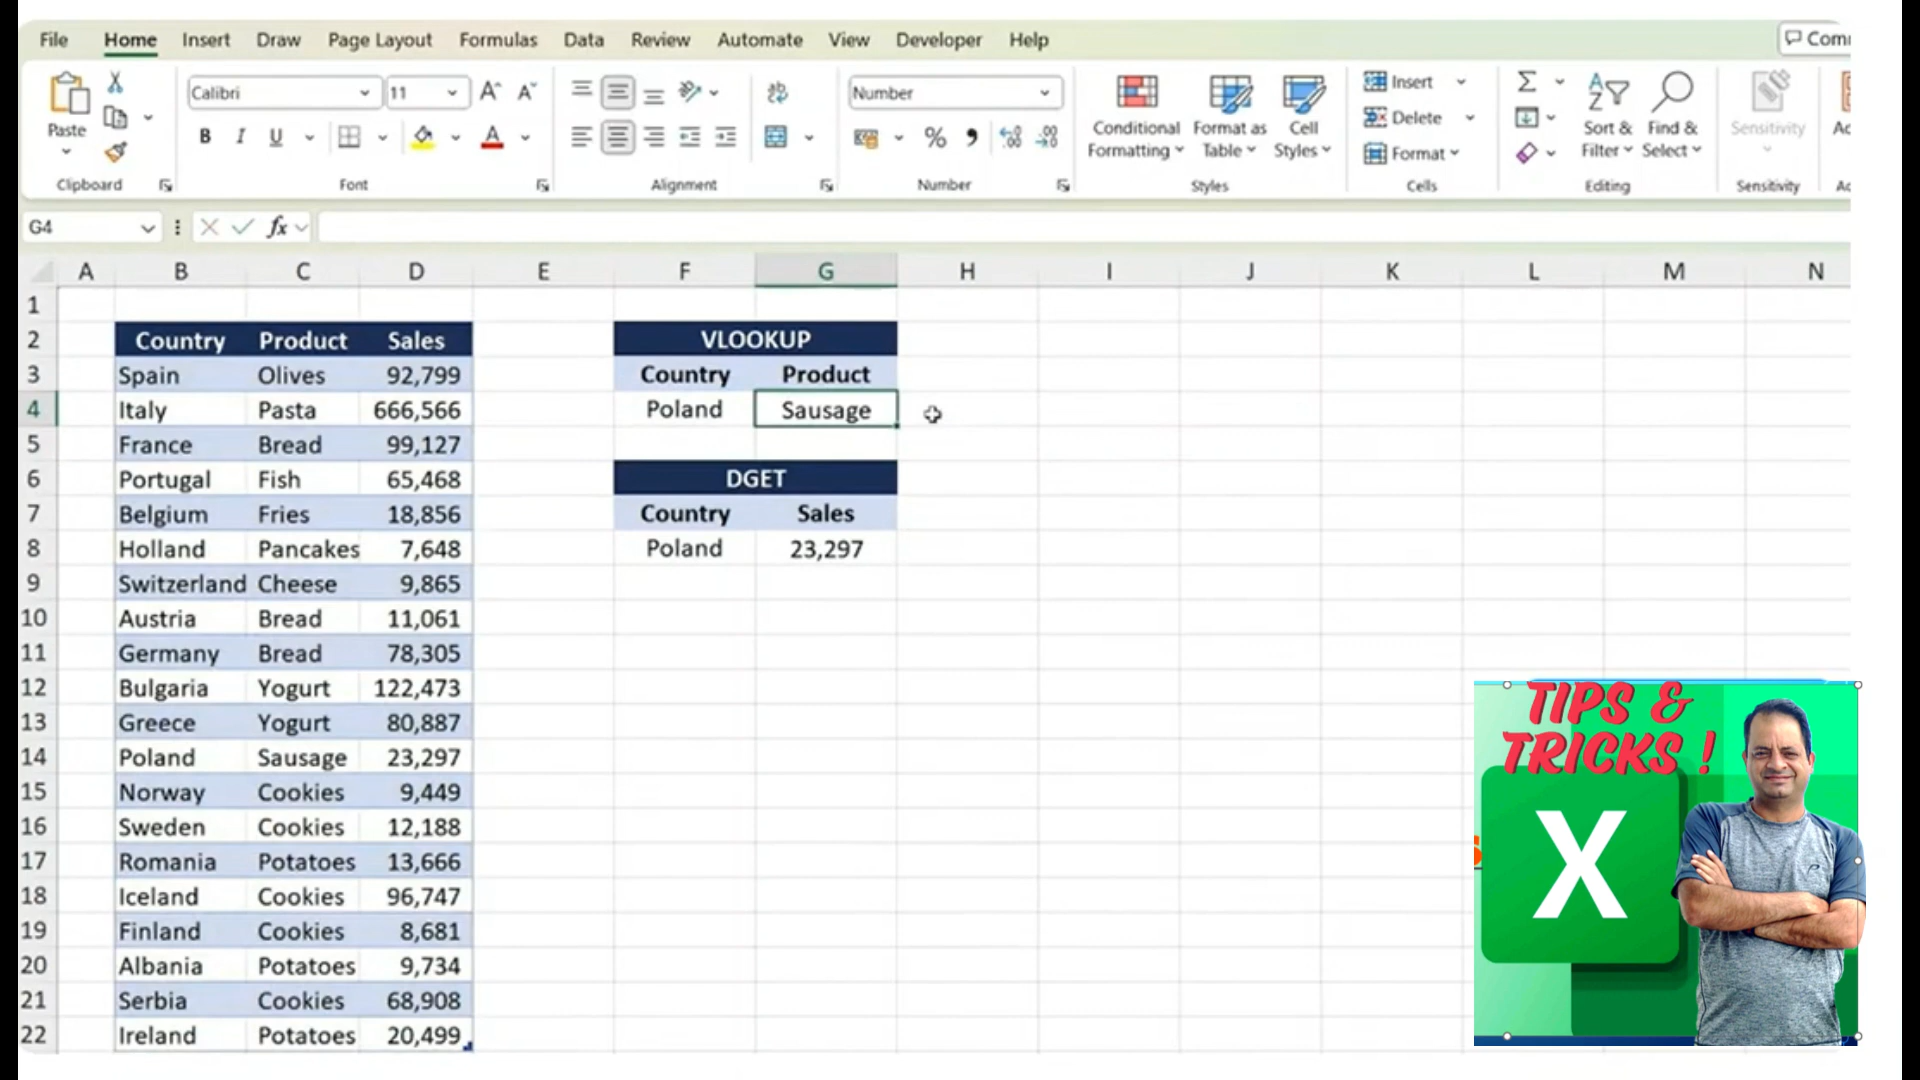 File Home Insert Draw Page Layout Formulas Data Review Automate View Developer Help
Calibri 11 Number
Paste
Conditional Formatting
Format as Table
Cell Styles
Insert
Delete
Format
Sort & Filter
Find & Select
Sensitivity
Clipboard Font Alignment Number Styles Cells Editing Sensitivity
G4 fx
A B C D E F G H I J K L M N
1
2 Country Product Sales VLOOKUP
3 Spain Olives 92,799 Country Product
4 Italy Pasta 666,566 Poland Sausage
5 France Bread 99,127
6 Portugal Fish 65,468 DGET
7 Belgium Fries 18,856 Country Sales
8 Holland Pancakes 7,648 Poland 23,297
9 Switzerland Cheese 9,865
10 Austria Bread 11,061
11 Germany Bread 78,305
12 Bulgaria Yogurt 122,473
13 Greece Yogurt 80,887
14 Poland Sausage 23,297
15 Norway Cookies 9,449
16 Sweden Cookies 12,188
17 Romania Potatoes 13,666
18 Iceland Cookies 96,747
19 Finland Cookies 8,681
20 Albania Potatoes 9,734
21 Serbia Cookies 68,908
22 Ireland Potatoes 20,499
TIPS &
TRICKS !
X